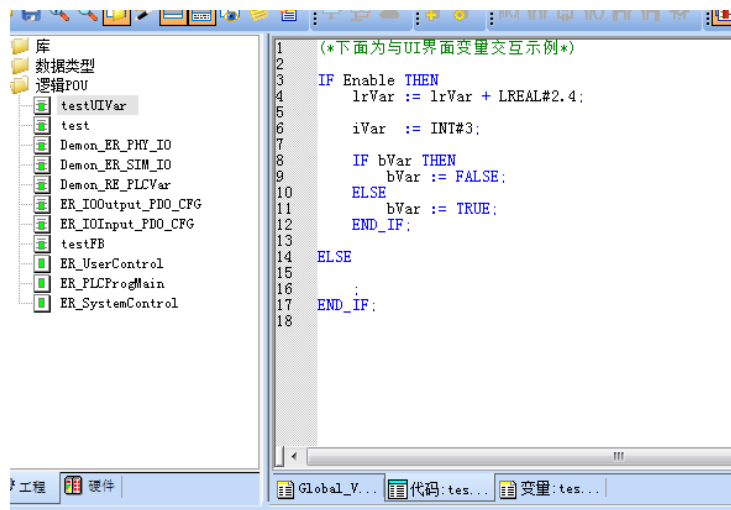 库
数据类型
逻辑POU
testUIVar
test
Demon_ER_PHY_IO
Demon_ER_SIM_IO
Demon_RE_PLCVar
ER_IOOutput_PDO_CFG
ER_IOInput_PDO_CFG
testFB
ER_UserControl
ER_PLCProgMain
ER_SystemControl
工程
硬件
1 (*下面为与UI界面变量交互示例*)
2
3 IF Enable THEN
4 lrVar := lrVar + LREAL#2.4;
5
6 iVar := INT#3;
7
8 IF bVar THEN
9 bVar := FALSE;
10 ELSE
11 bVar := TRUE;
12 END_IF;
13
14 ELSE
15
16 ;
17 END_IF;
18
Global_V... 代码:tes... 变量:tes...